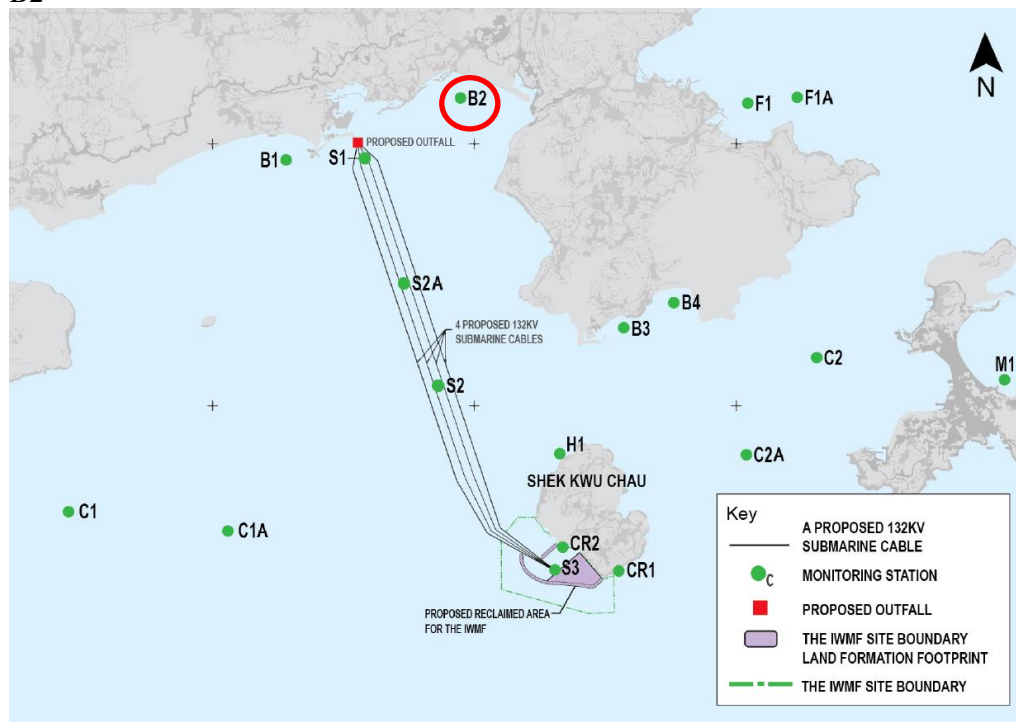 B2
B2
F1
F1A
N
PROPOSED OUTFALL
B1
S1
S2A
4 PROPOSED 132KV
SUBMARINE CABLES
B4
B3
C2
M1
S2
H1
C2A
SHEK KWU CHAU
C1
C1A
CR2
S3
CR1
PROPOSED RECLAIMED AREA
FOR THE IWMF
Key
A PROPOSED 132KV
SUBMARINE CABLE
C
MONITORING STATION
PROPOSED OUTFALL
THE IWMF SITE BOUNDARY
LAND FORMATION FOOTPRINT
THE IWMF SITE BOUNDARY